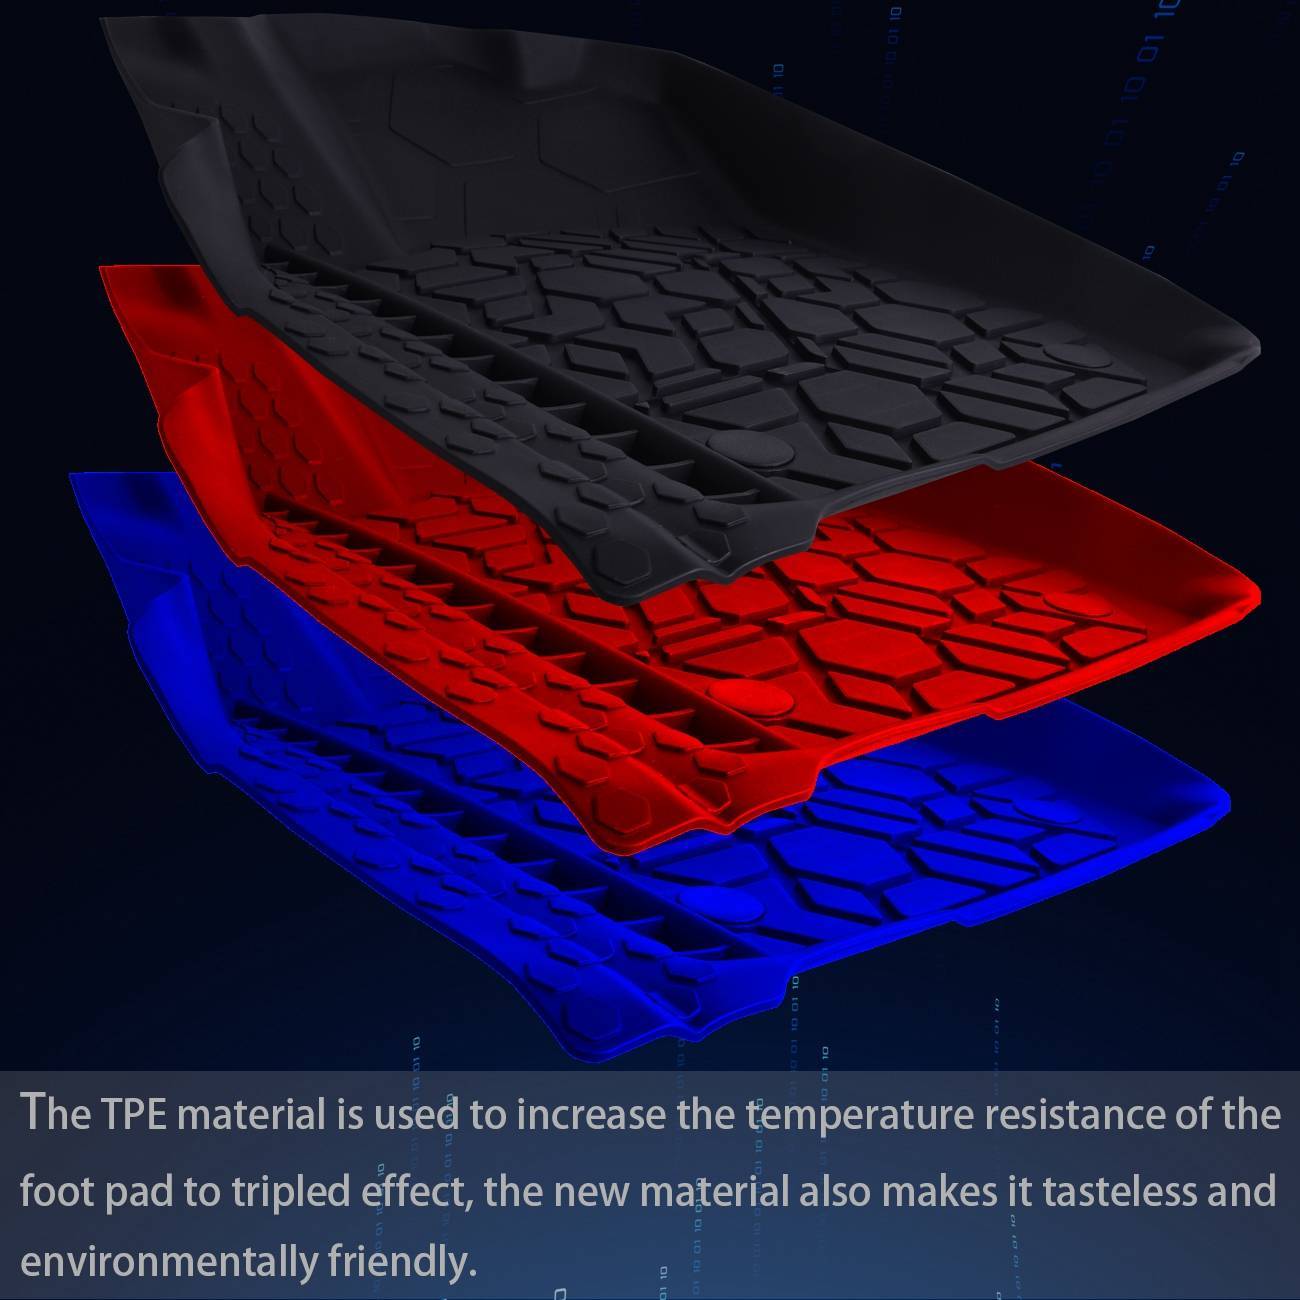 The TPE material is used to increase the temperature resistance of the
foot pad to tripled effect, the new material also makes it tasteless and
environmentally friendly.